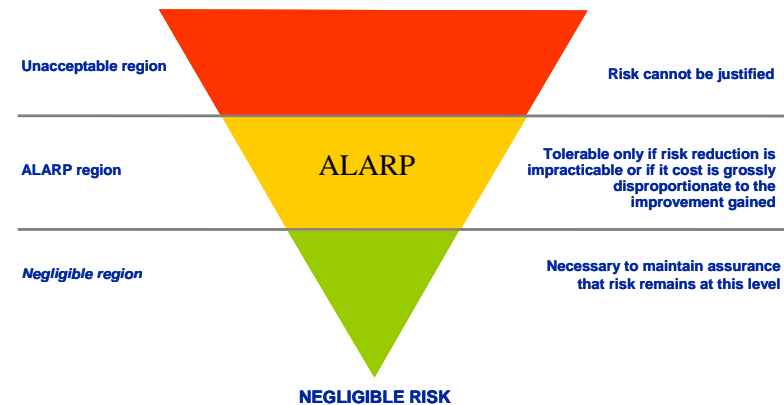 Unacceptable region
Risk cannot be justified
ALARP region
ALARP
Tolerable only if risk reduction is
impracticable or if it cost is grossly
disproportionate to the
improvement gained
Negligible region
Necessary to maintain assurance
that risk remains at this level
NEGLIGIBLE RISK